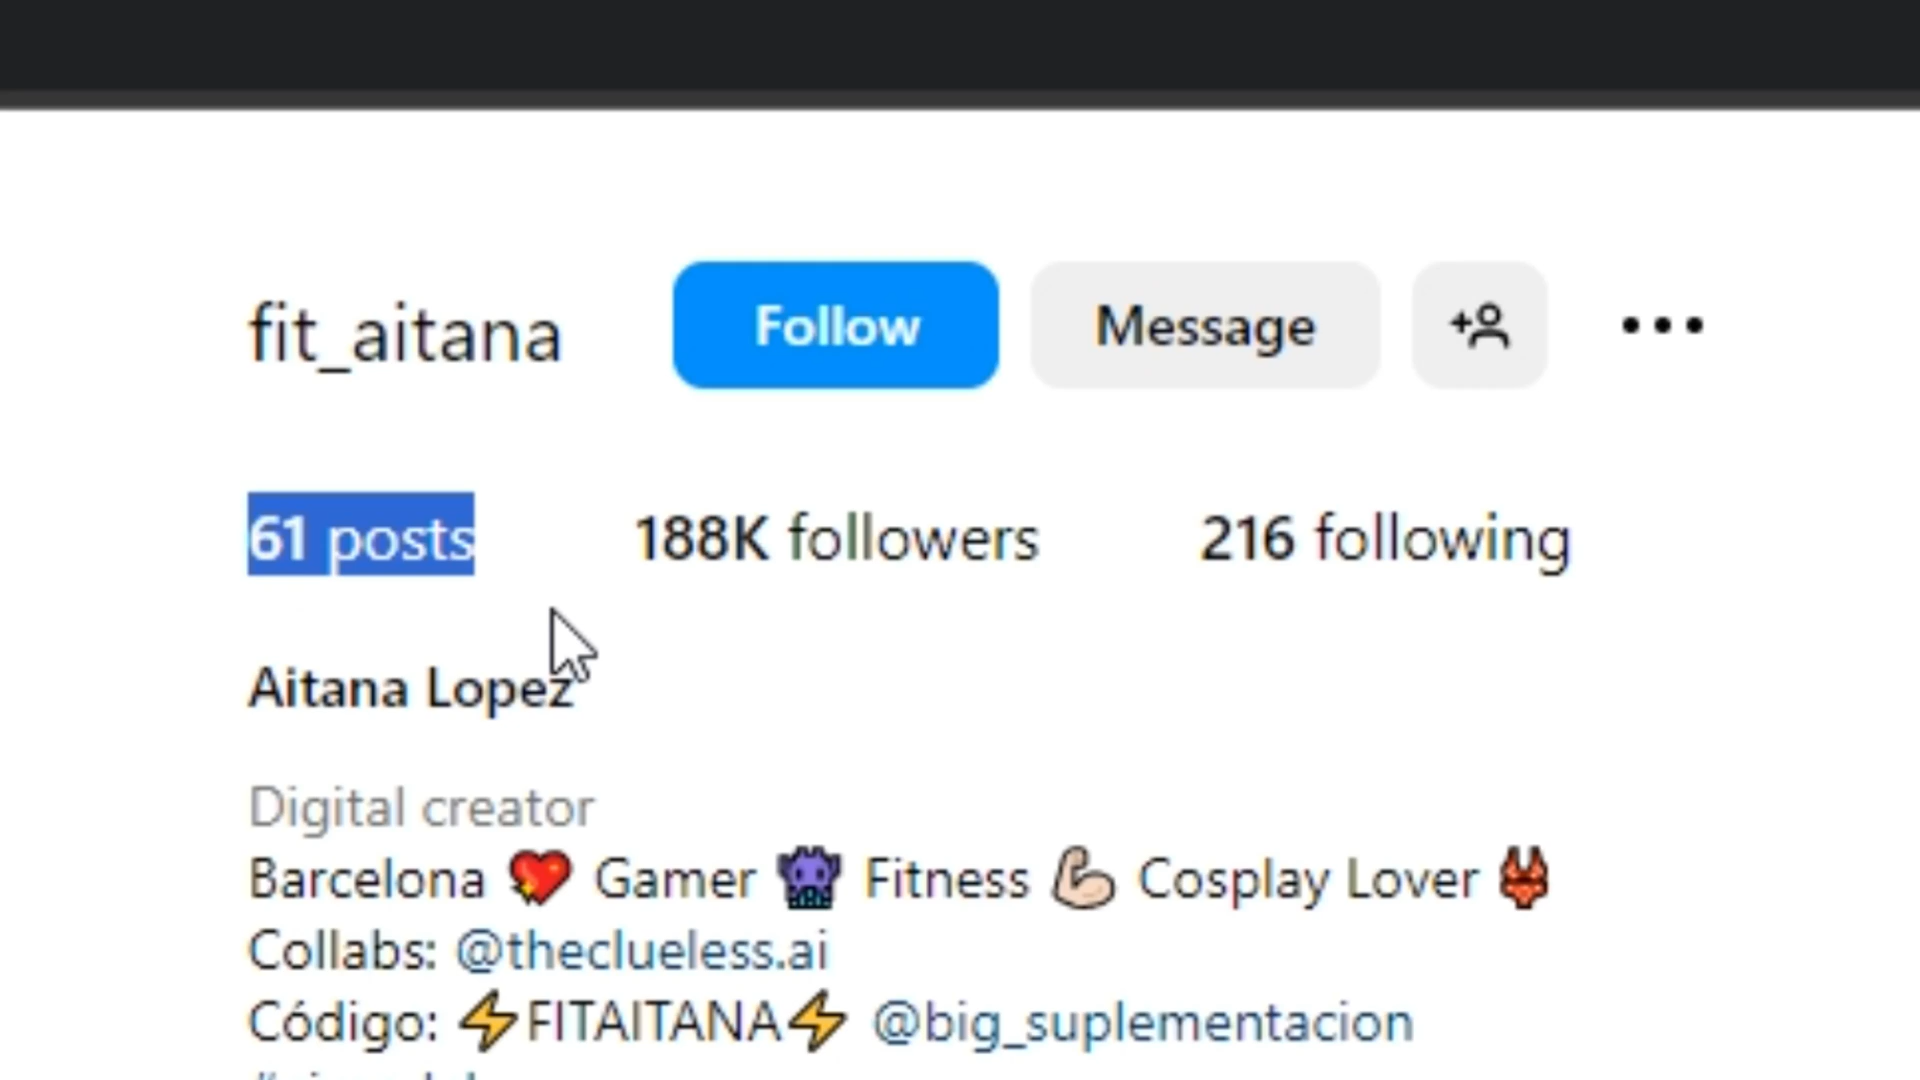 fit_aitana Follow Message
61 posts 188K followers 216 following
Aitana Lopez
Digital creator
Barcelona 💖 Gamer 👾 Fitness 💪🏻 Cosplay Lover 👹
Collabs: @theclueless.ai
Código: ⚡FITAITANA⚡ @big_suplementacion